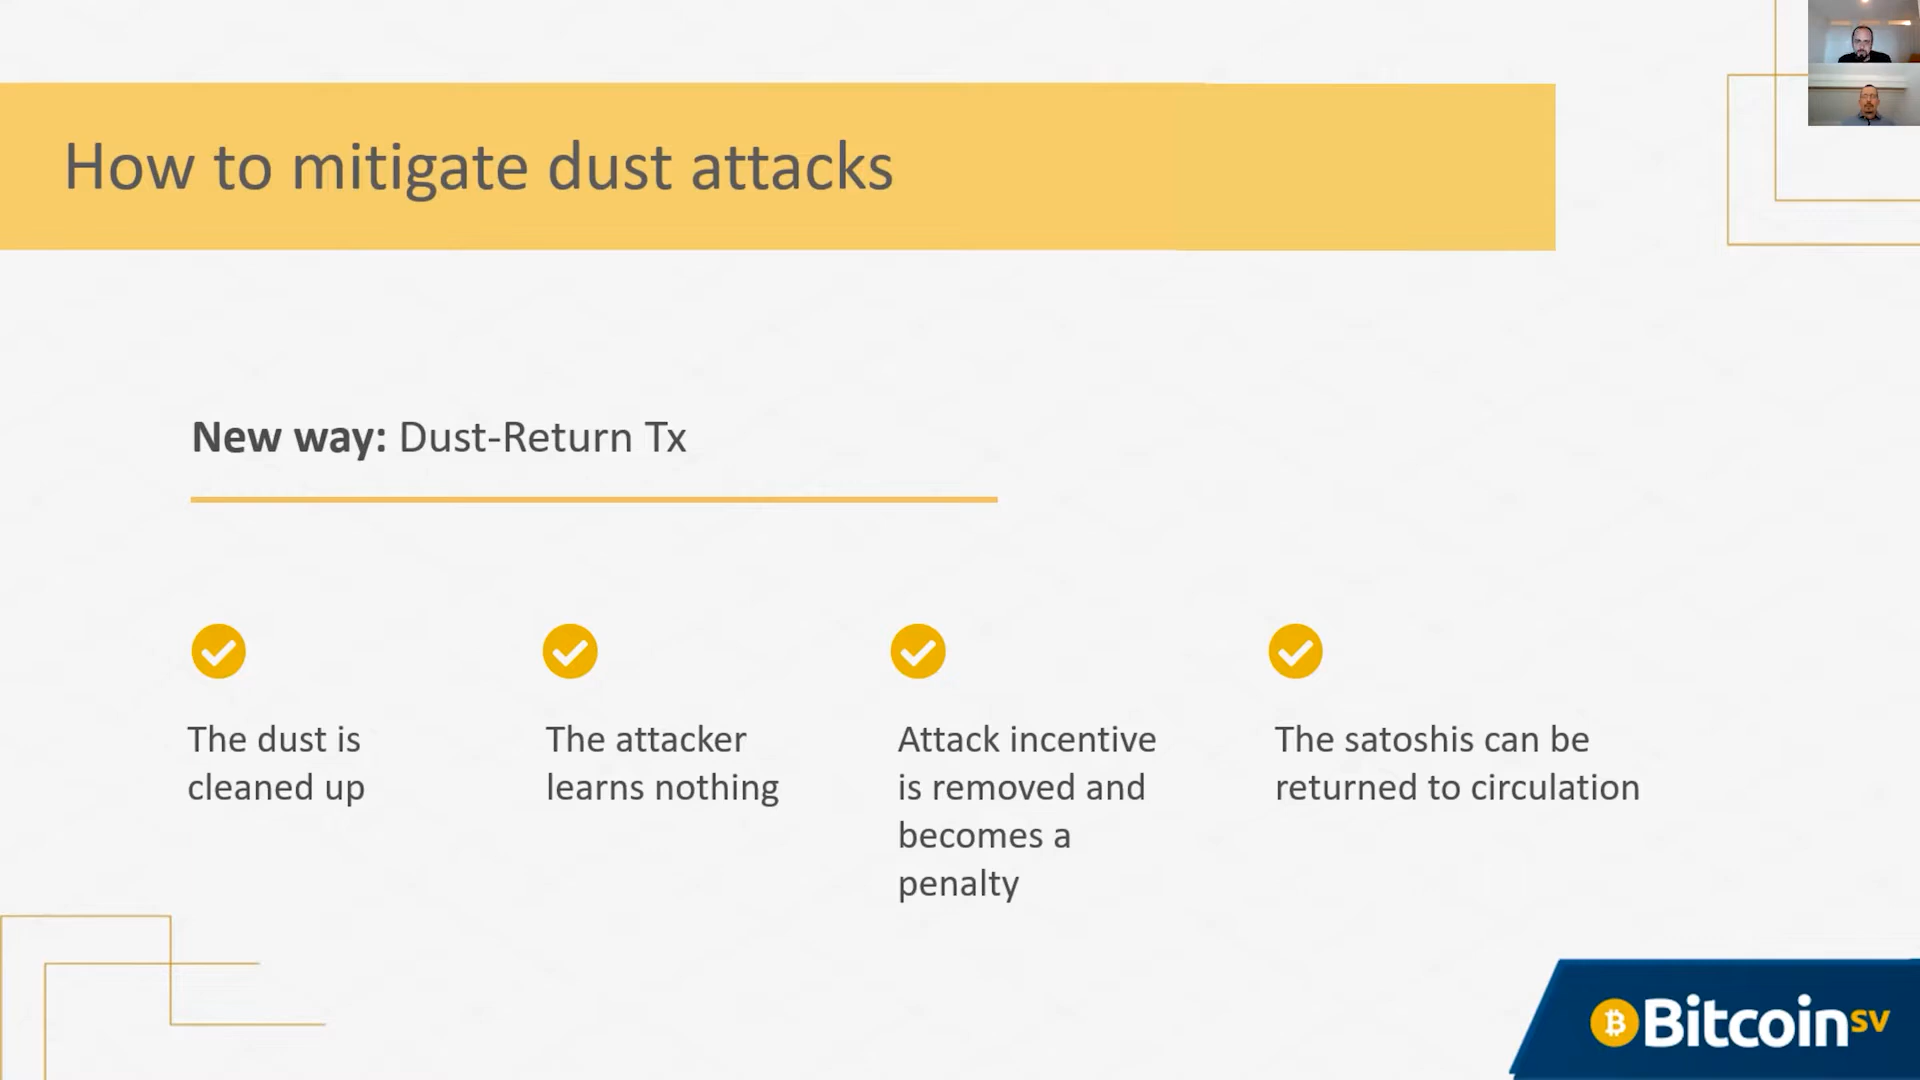 How to mitigate dust attacks
New way: Dust-Return Tx
The dust is
cleaned up
The attacker
learns nothing
Attack incentive
is removed and
becomes a
penalty
The satoshis can be
returned to circulation
BitcoinSV